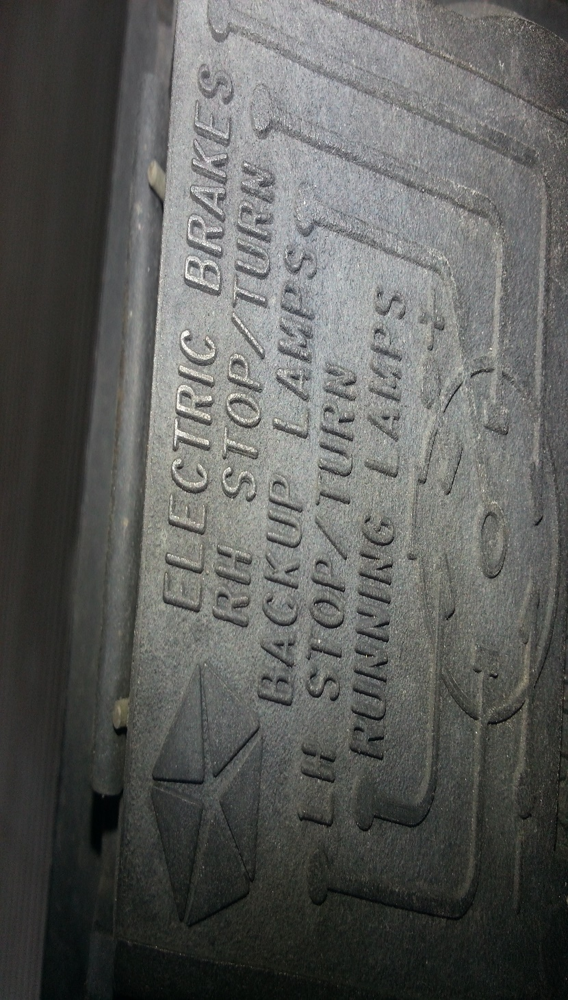 ELECTRIC BRAKES
RH STOP/TURN
BACKUP LAMPS
LH STOP/TURN
RUNNING LAMPS